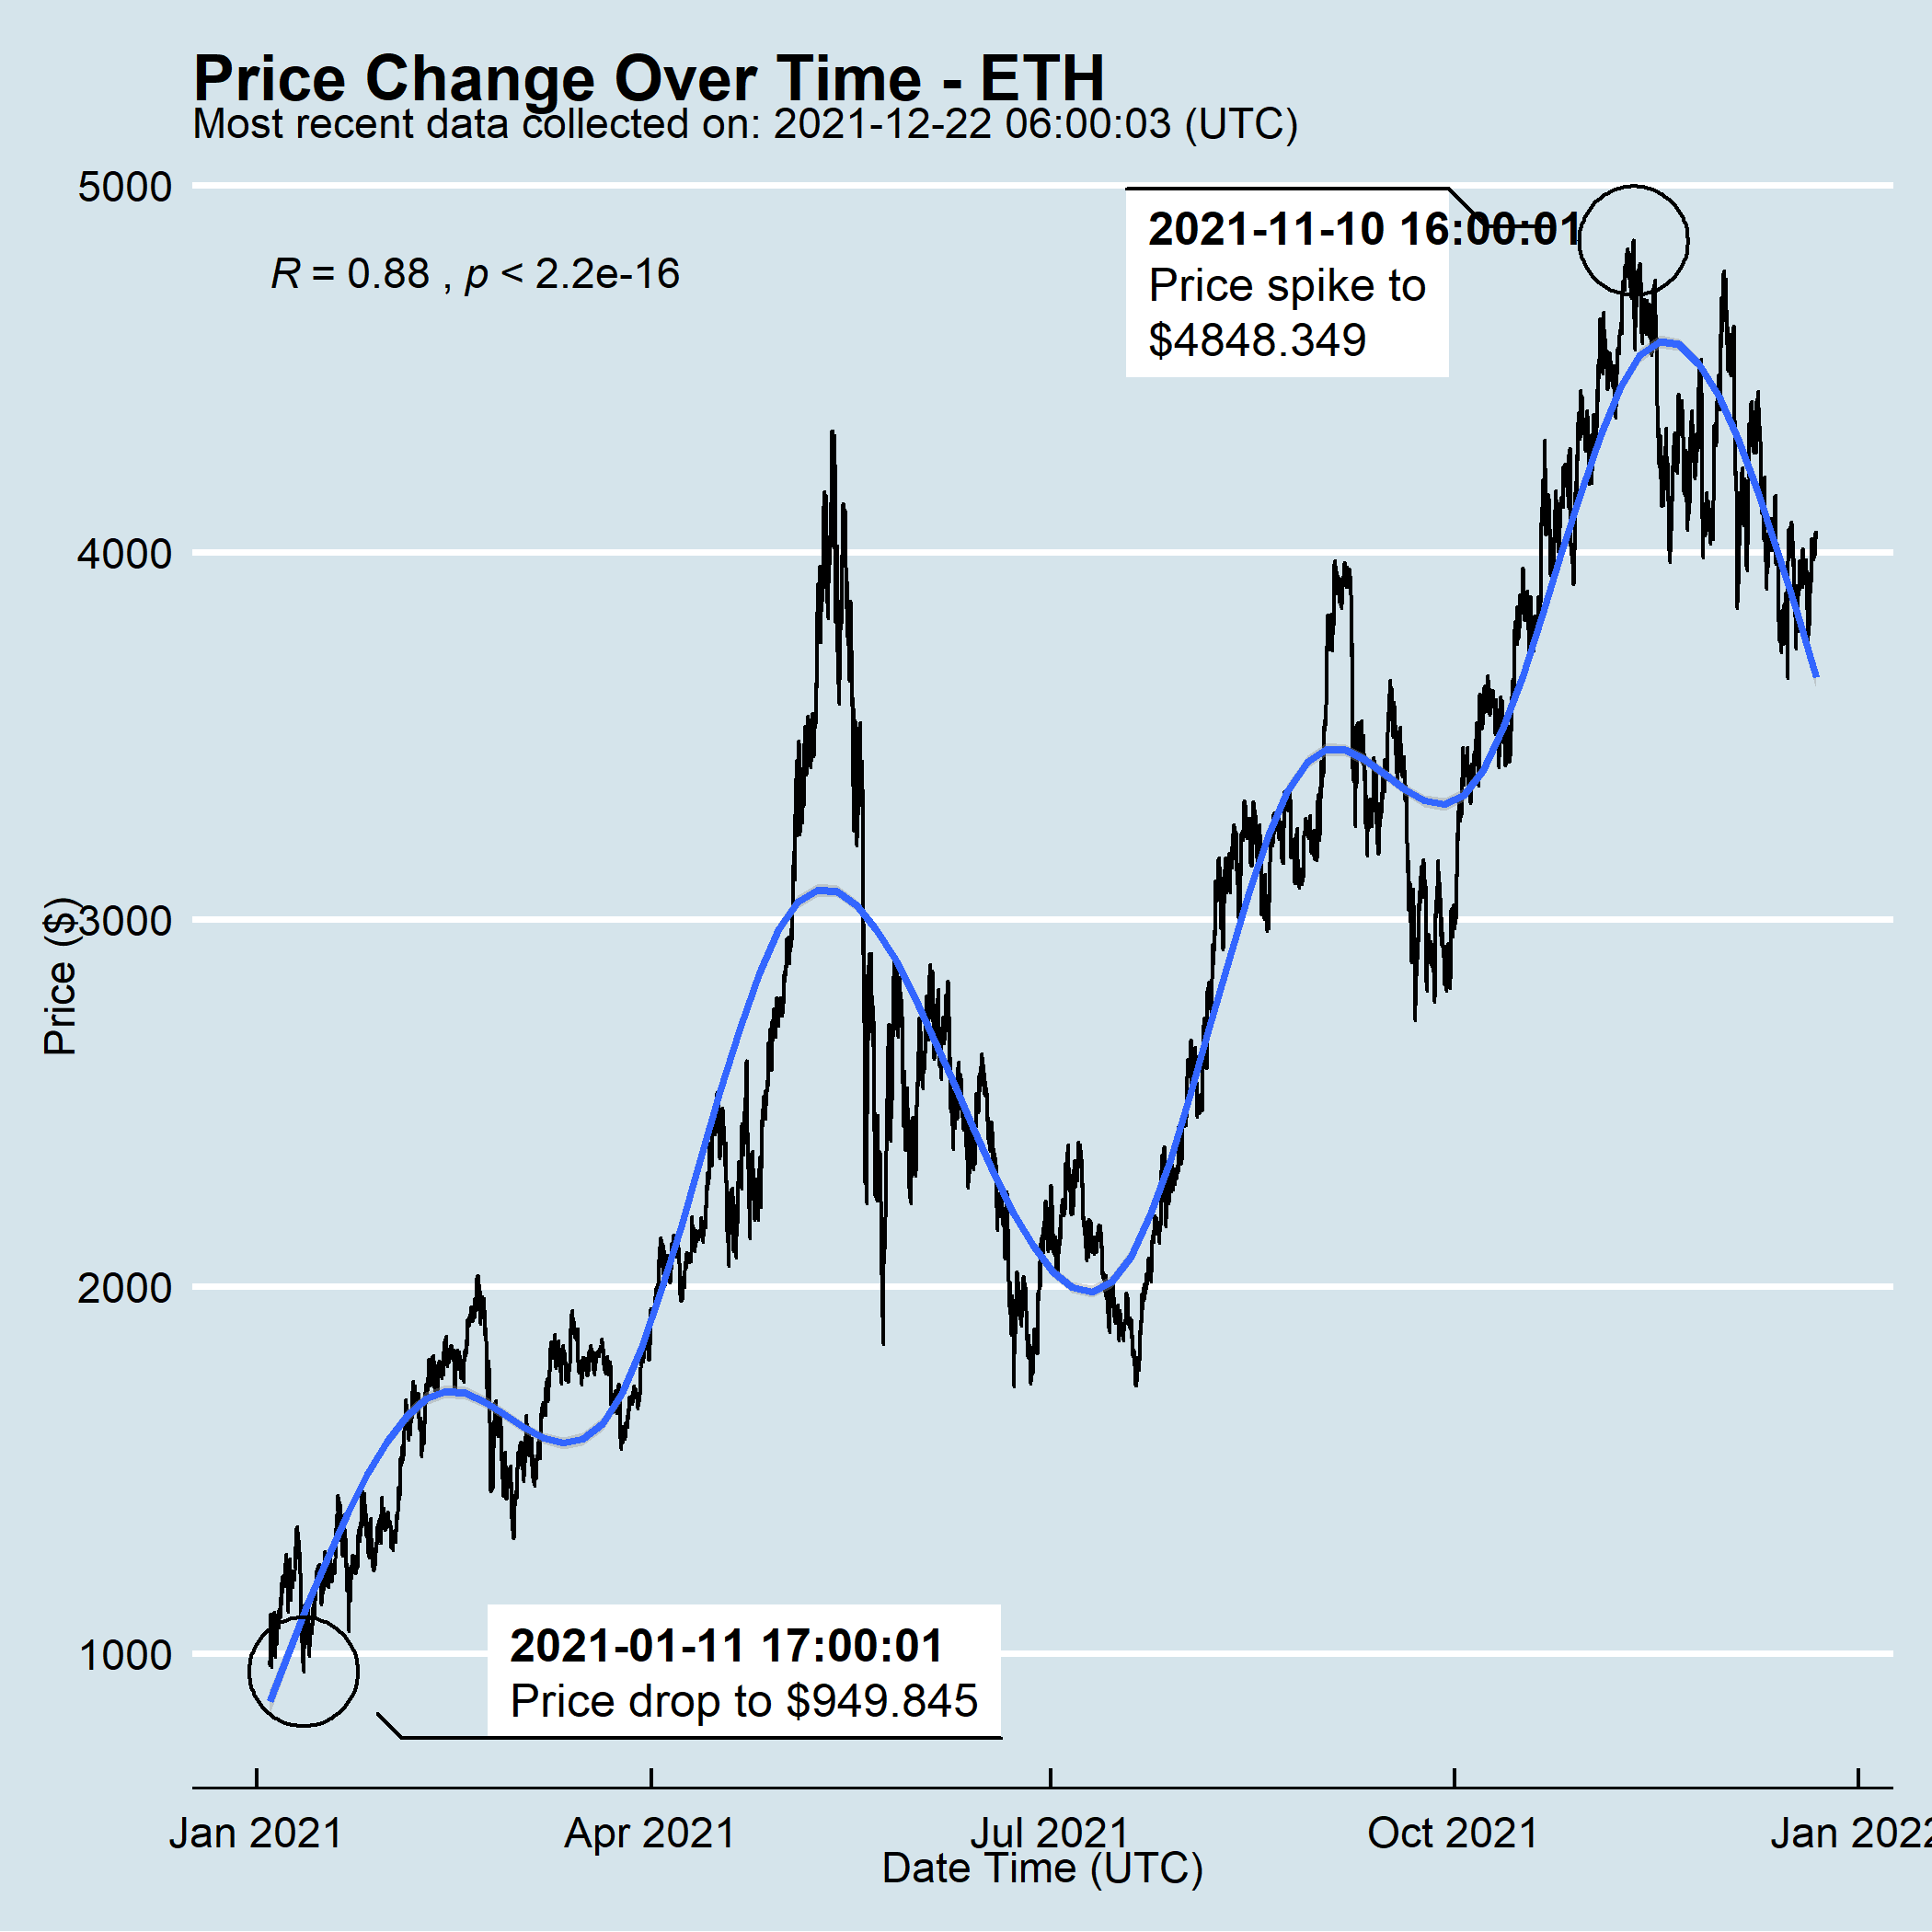 Price Change Over Time - ETH
Most recent data collected on: 2021-12-22 06:00:03 (UTC)
5000
4000
3000
2000
1000
Price ($)
R = 0.88 , p < 2.2e-16
2021-11-10 16:00:01
Price spike to
$4848.349
2021-01-11 17:00:01
Price drop to $949.845
Jan 2021
Apr 2021
Jul 2021
Oct 2021
Jan 2022
Date Time (UTC)